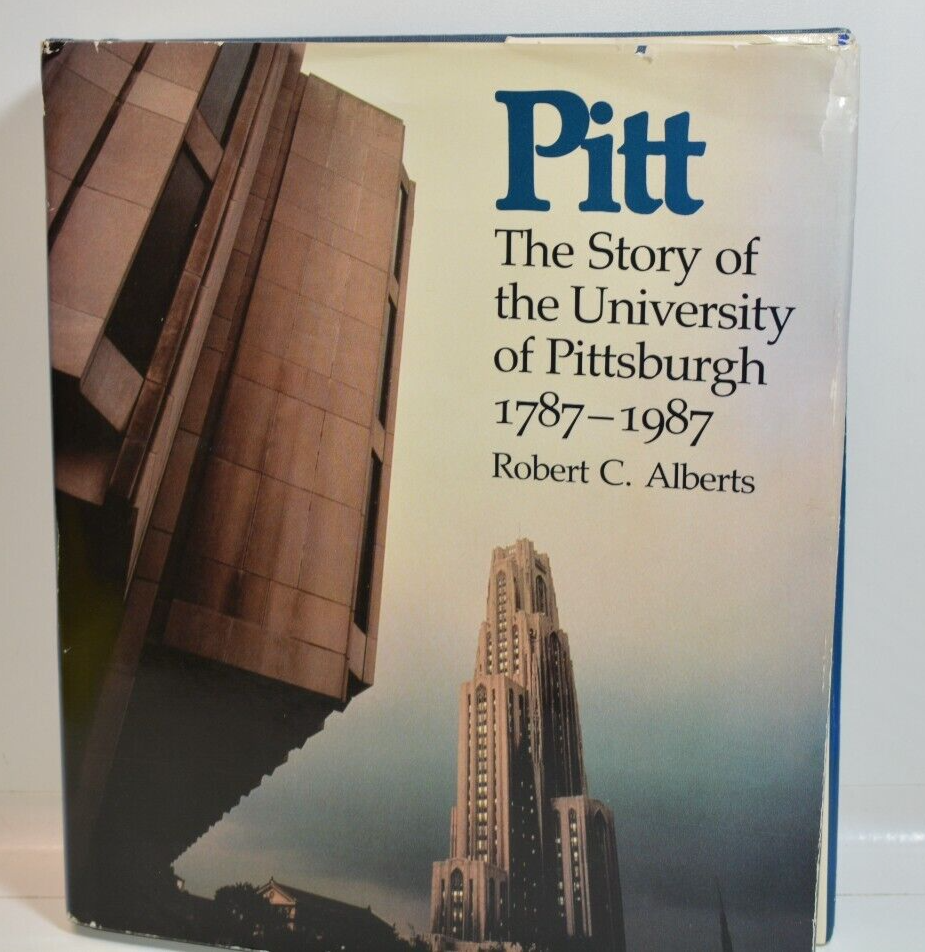 Pitt
The Story of
the University
of Pittsburgh
1787–1987
Robert C. Alberts